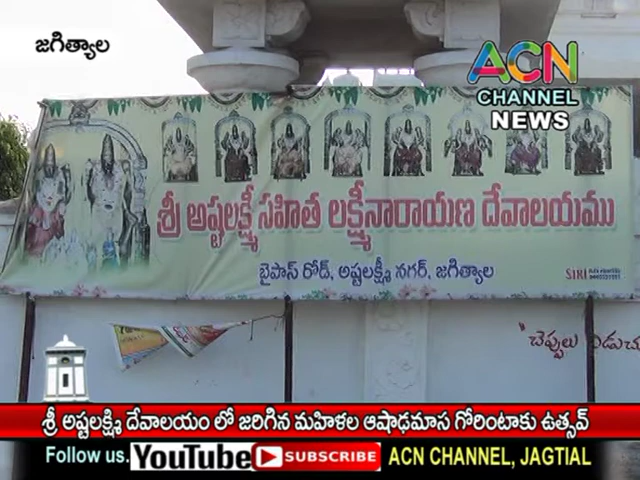 జగిత్యాల
ACN
CHANNEL
NEWS
శ్రీ అష్టలక్ష్మీ సహిత లక్ష్మీనారాయణ దేవాలయము
బైపాస్ రోడ్, అష్టలక్ష్మీ నగర్, జగిత్యాల
SIRI
చెప్పులు
శ్రీ అష్టలక్ష్మి దేవాలయం లో జరిగిన మహిళల ఆషాఢమాస గోరింటాకు ఉత్సవ్
Follow us. YouTube SUBSCRIBE ACN CHANNEL, JAGTIAL